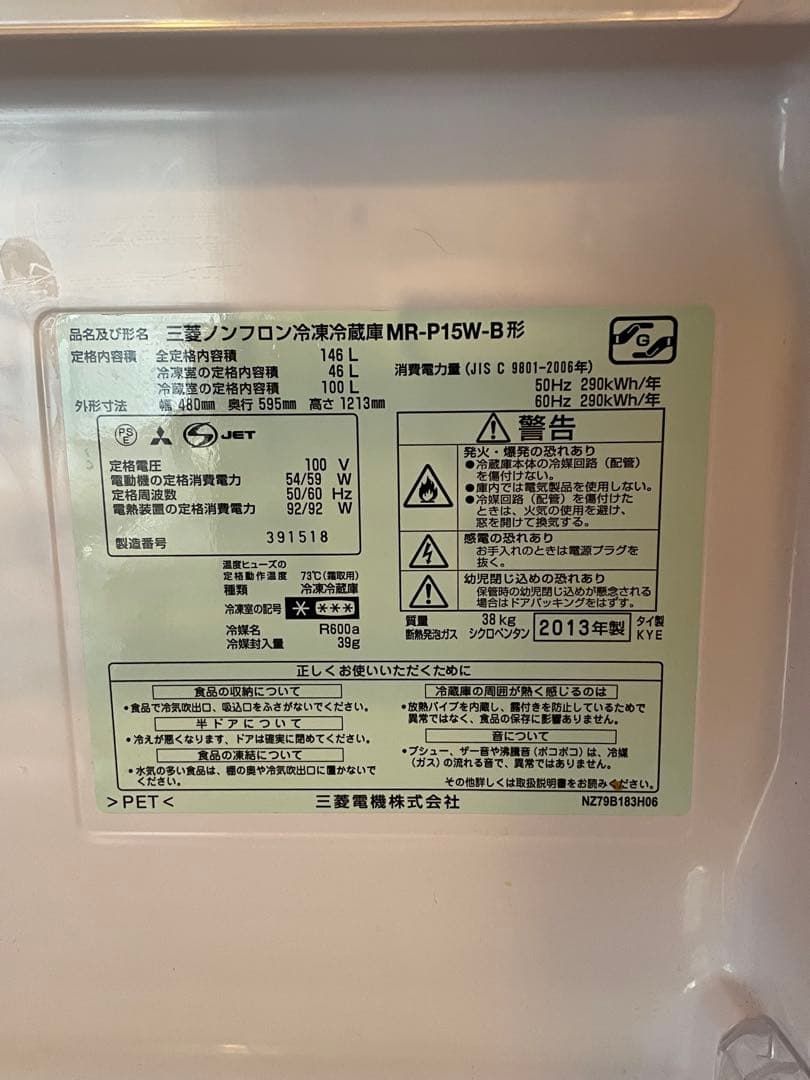 品名及び形名 三菱ノンフロン冷凍冷蔵庫 MR-P15W-B形
定格内容積 全定格内容積 146 L
冷凍室の定格内容積 46 L
冷蔵室の定格内容積 100 L
外形寸法 幅 480mm 奥行 595mm 高さ 1213mm
G
消費電力量 (JIS C 9801-2006年)
50Hz 290kWh/年
60Hz 290kWh/年
PS E JET
定格電圧 100 V
電動機の定格消費電力 54/59 W
定格周波数 50/60 Hz
電熱装置の定格消費電力 92/92 W
製造番号 391518
温度ヒューズの
定格動作温度 73℃(霜取用)
種類 冷凍冷蔵庫
冷凍室の記号
冷媒名 R600a
冷媒封入量 39g
警告
発火・爆発の恐れあり
●冷蔵庫本体の冷媒回路(配管)
を傷付けない。
●庫内では電気製品を使用しない。
●冷媒回路(配管)を傷付けた
ときは、火気の使用を避け、
窓を開けて換気する。
感電の恐れあり
お手入れのときは電源プラグを
抜く。
幼児閉じ込めの恐れあり
保管時の幼児閉じ込めが懸念される
場合はドアパッキングをはずす。
質量 38kg
断熱発泡ガス シクロペンタン
2013年製
タイ製
KYE
正しくお使いいただくために
食品の収納について
・食品で冷気吹出口、吸込口をふさがないでください。
半ドアについて
・冷えが悪くなります、ドアは確実に閉めてください。
食品の凍結について
・水気の多い食品は、棚の奥や冷気吹出口に置かないで
ください。
冷蔵庫の周囲が熱く感じるのは
・放熱パイプを内蔵し、露付きを防止しているためで
異常ではなく、食品の保存に影響ありません。
音について
・プシュー、ザー音や沸騰音(ポコポコ)は、冷媒
(ガス)の流れる音で、異常ではありません。
その他詳しくは取扱説明書をお読みください。
>PET< 三菱電機株式会社 NZ79B183H06